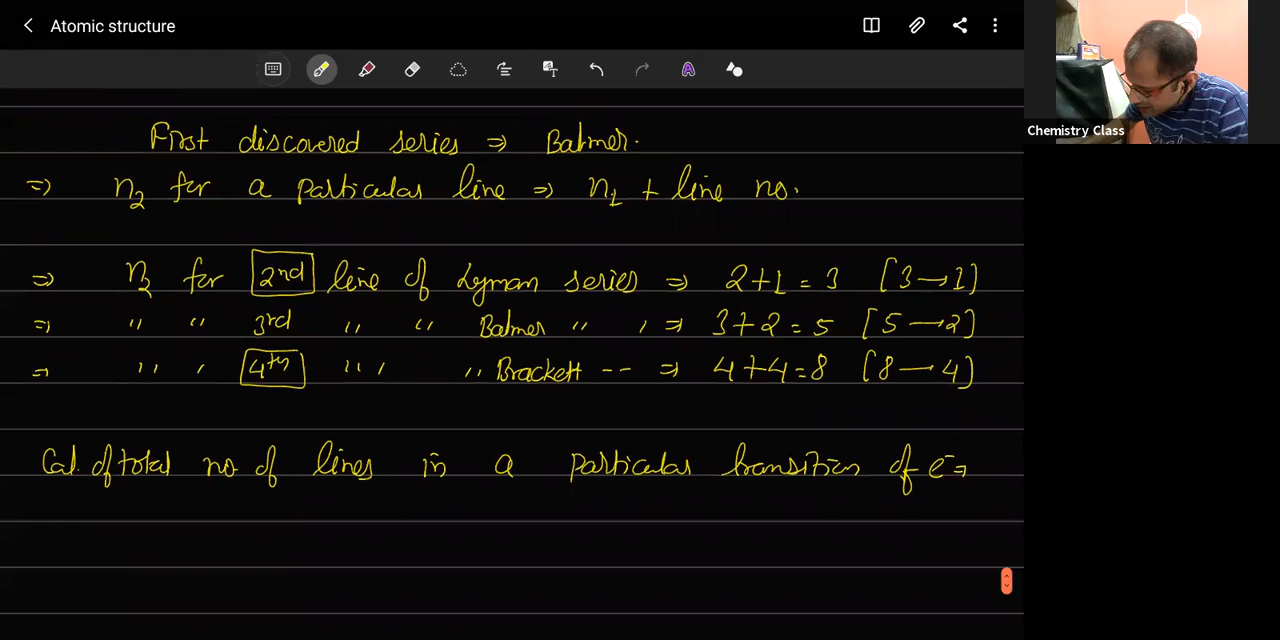 Atomic structure
Chemistry Class
First discovered series ⇒ Balmer.
⇒ n₂ for a particular line ⇒ n₁ + line no.
⇒ n₂ for 2nd line of Lyman series ⇒ 2+1 = 3 [3→1]
⇒ " " 3rd " " Balmer " " ⇒ 3+2 = 5 [5→2]
⇒ " " 4th " " " Brackett -- ⇒ 4+4=8 [8→4]
Cal. of total no. of lines in a particular transition of e⁻ ⇒